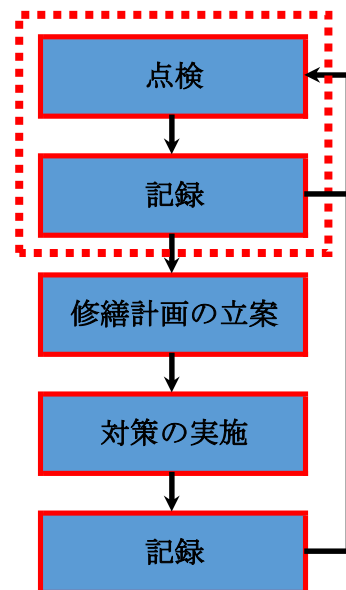 点検
記録
修繕計画の立案
対策の実施
記録